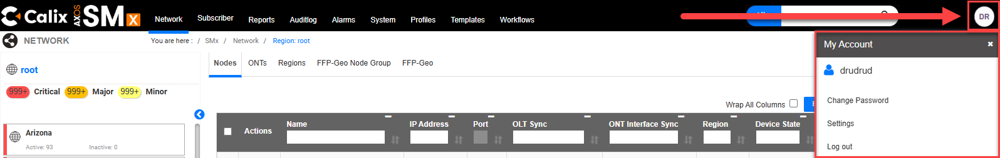 Calix AXOS SMx
Network Subscriber Reports Auditlog Alarms System Profiles Templates Workflows
DR
NETWORK
You are here : / SMx / Network / Region: root
My Account ×
root
Nodes ONTs Regions FFP-Geo Node Group FFP-Geo
drudrud
999+ Critical 999+ Major 999+ Minor
Wrap All Columns
Change Password
Actions Name IP Address Port OLT Sync ONT Interface Sync Region Device State
Settings
Arizona
Active: 93 Inactive: 0
Log out